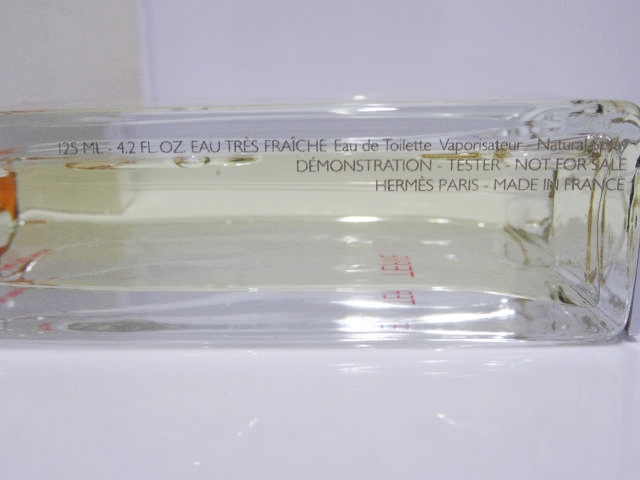 125 ML - 4.2 FL OZ. EAU TRÈS FRAÎCHE Eau de Toilette Vaporisateur - Natural Spray
DÉMONSTRATION - TESTER - NOT FOR SALE
HERMÈS PARIS - MADE IN FRANCE